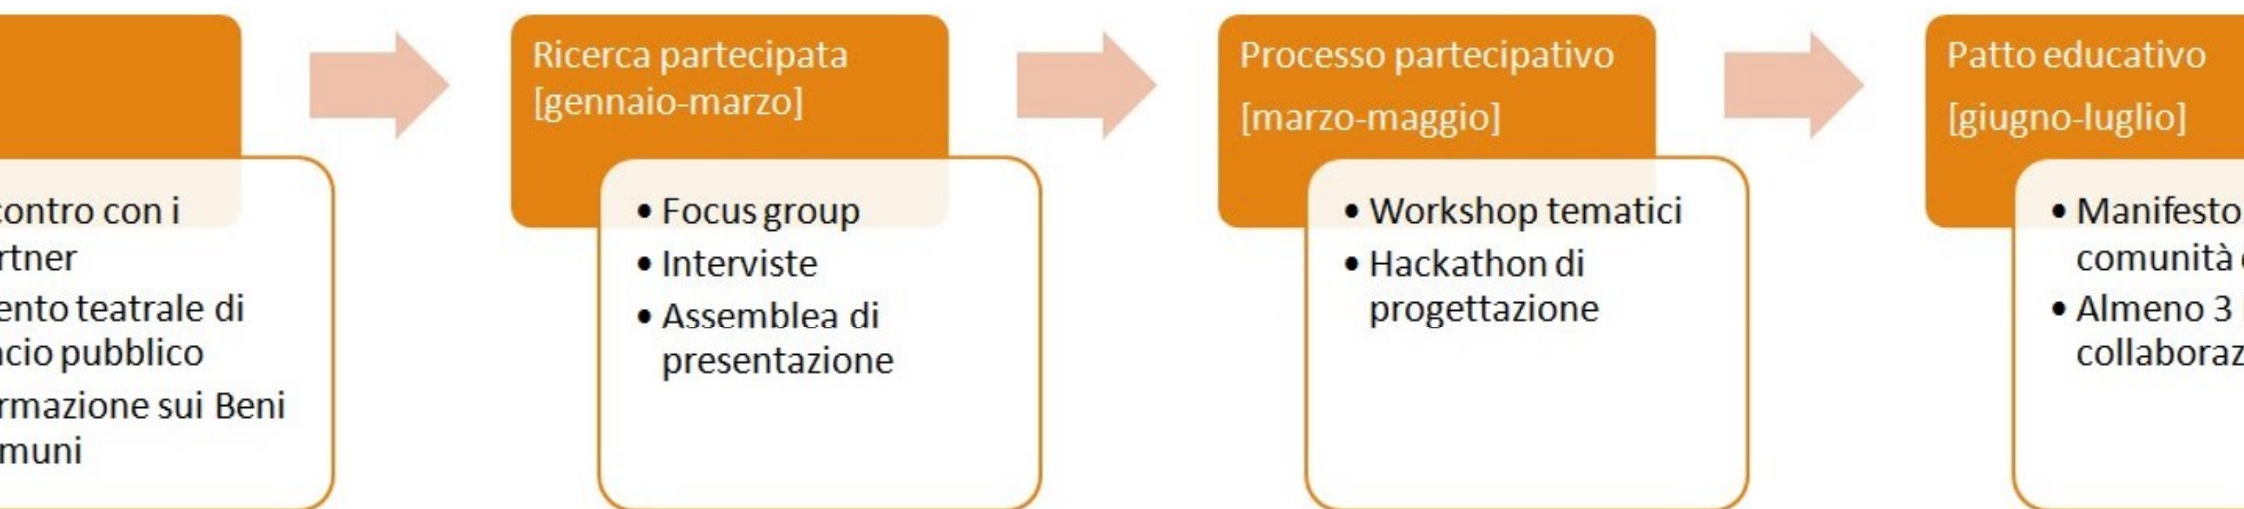 contro con i
rtner
ento teatrale di
cio pubblico
rmazione sui Beni
muni
Ricerca partecipata
[gennaio-marzo]
• Focus group
• Interviste
• Assemblea di
presentazione
Processo partecipativo
[marzo-maggio]
• Workshop tematici
• Hackathon di
progettazione
Patto educativo
[giugno-luglio]
• Manifesto
comunità
• Almeno 3
collaboraz